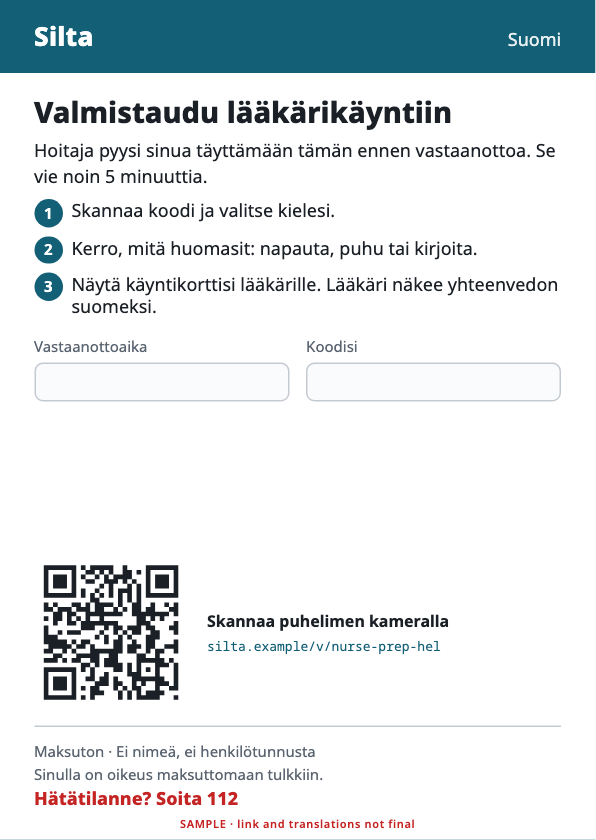 Silta
Suomi
Valmistaudu lääkärikäyntiin
Hoitaja pyysi sinua täyttämään tämän ennen vastaanottoa. Se
vie noin 5 minuuttia.
1 Skannaa koodi ja valitse kielesi.
2 Kerro, mitä huomasit: napauta, puhu tai kirjoita.
3 Näytä käyntikorttisi lääkärille. Lääkäri näkee yhteenvedon
suomeksi.
Vastaanottoaika
Koodisi
Skannaa puhelimen kameralla
silta.example/v/nurse-prep-hel
Maksuton · Ei nimeä, ei henkilötunnusta
Sinulla on oikeus maksuttomaan tulkkiin.
Hätätilanne? Soita 112
SAMPLE · link and translations not final